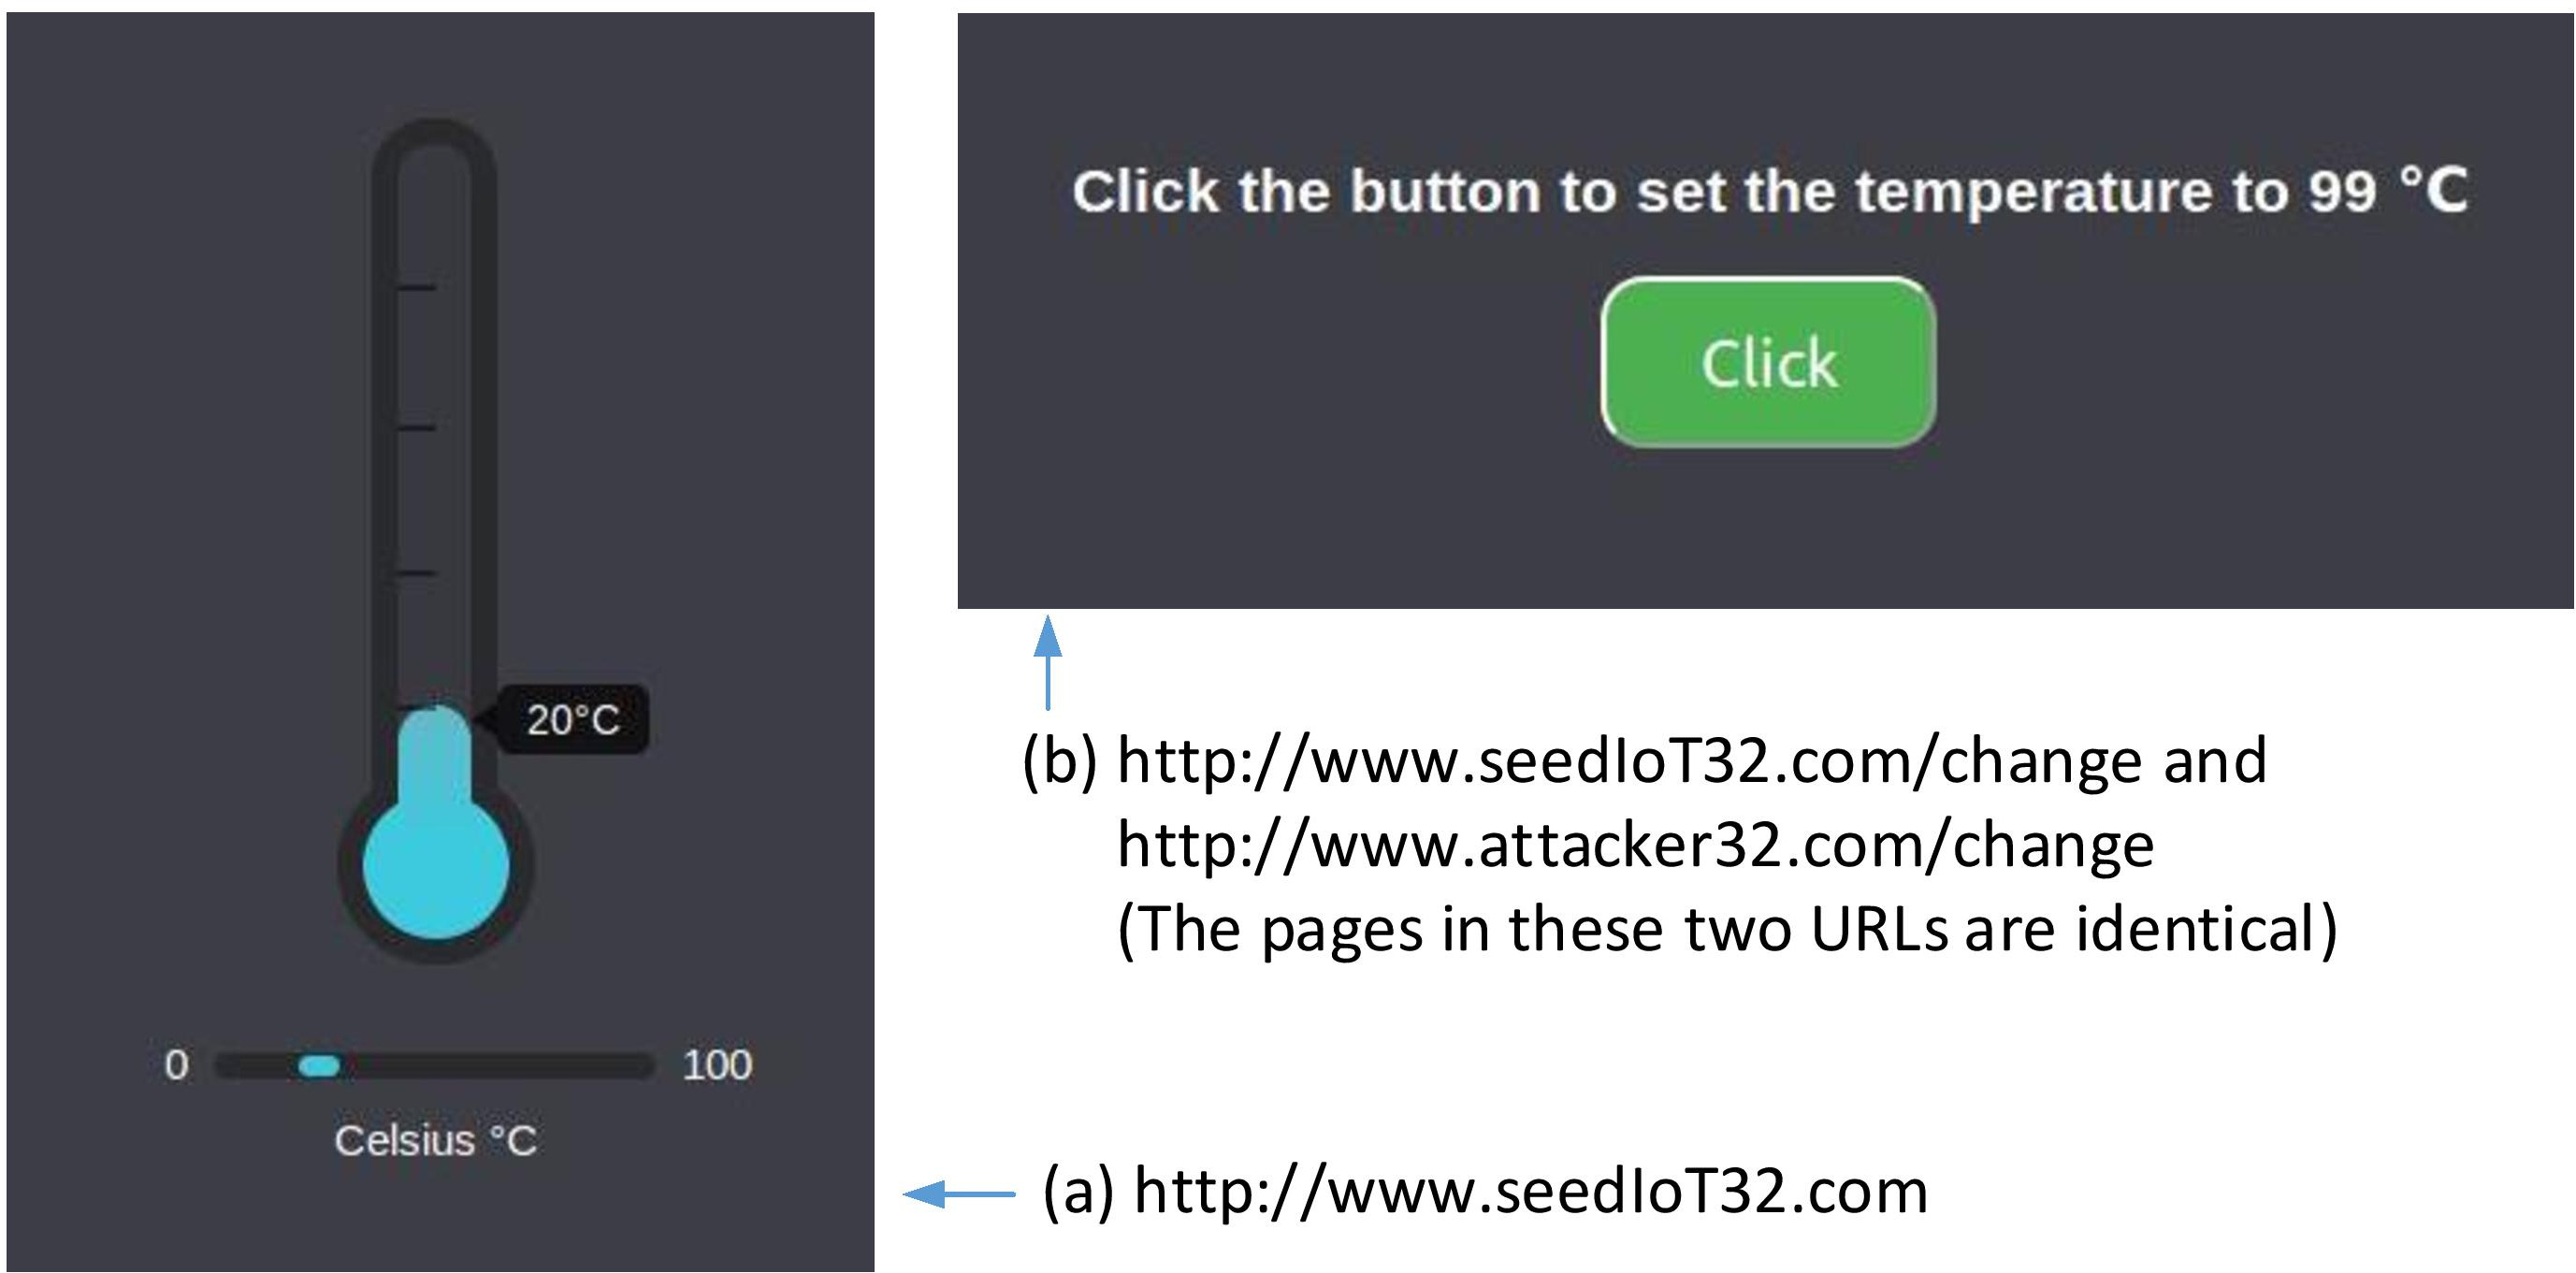 20°C
0 100
Celsius °C
Click the button to set the temperature to 99 °C
Click
(b) http://www.seedIoT32.com/change and
http://www.attacker32.com/change
(The pages in these two URLs are identical)
(a) http://www.seedIoT32.com